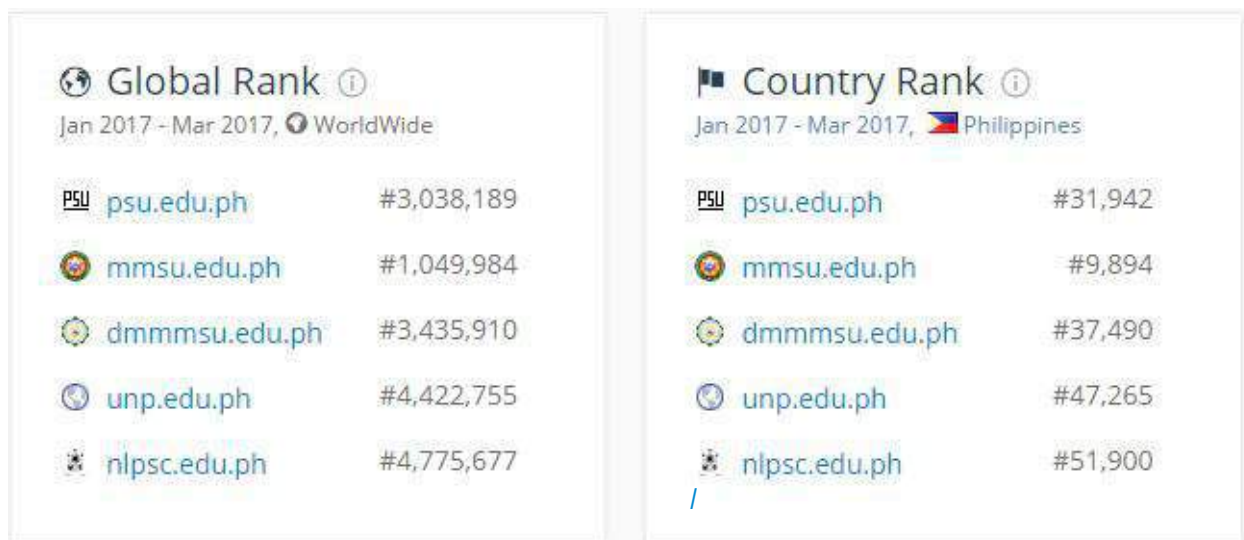 Global Rank
Jan 2017 - Mar 2017, WorldWide
PSU psu.edu.ph #3,038,189
mmsu.edu.ph #1,049,984
dmmmsu.edu.ph #3,435,910
unp.edu.ph #4,422,755
nlpsc.edu.ph #4,775,677
Country Rank
Jan 2017 - Mar 2017, Philippines
PSU psu.edu.ph #31,942
mmsu.edu.ph #9,894
dmmmsu.edu.ph #37,490
unp.edu.ph #47,265
nlpsc.edu.ph #51,900
/